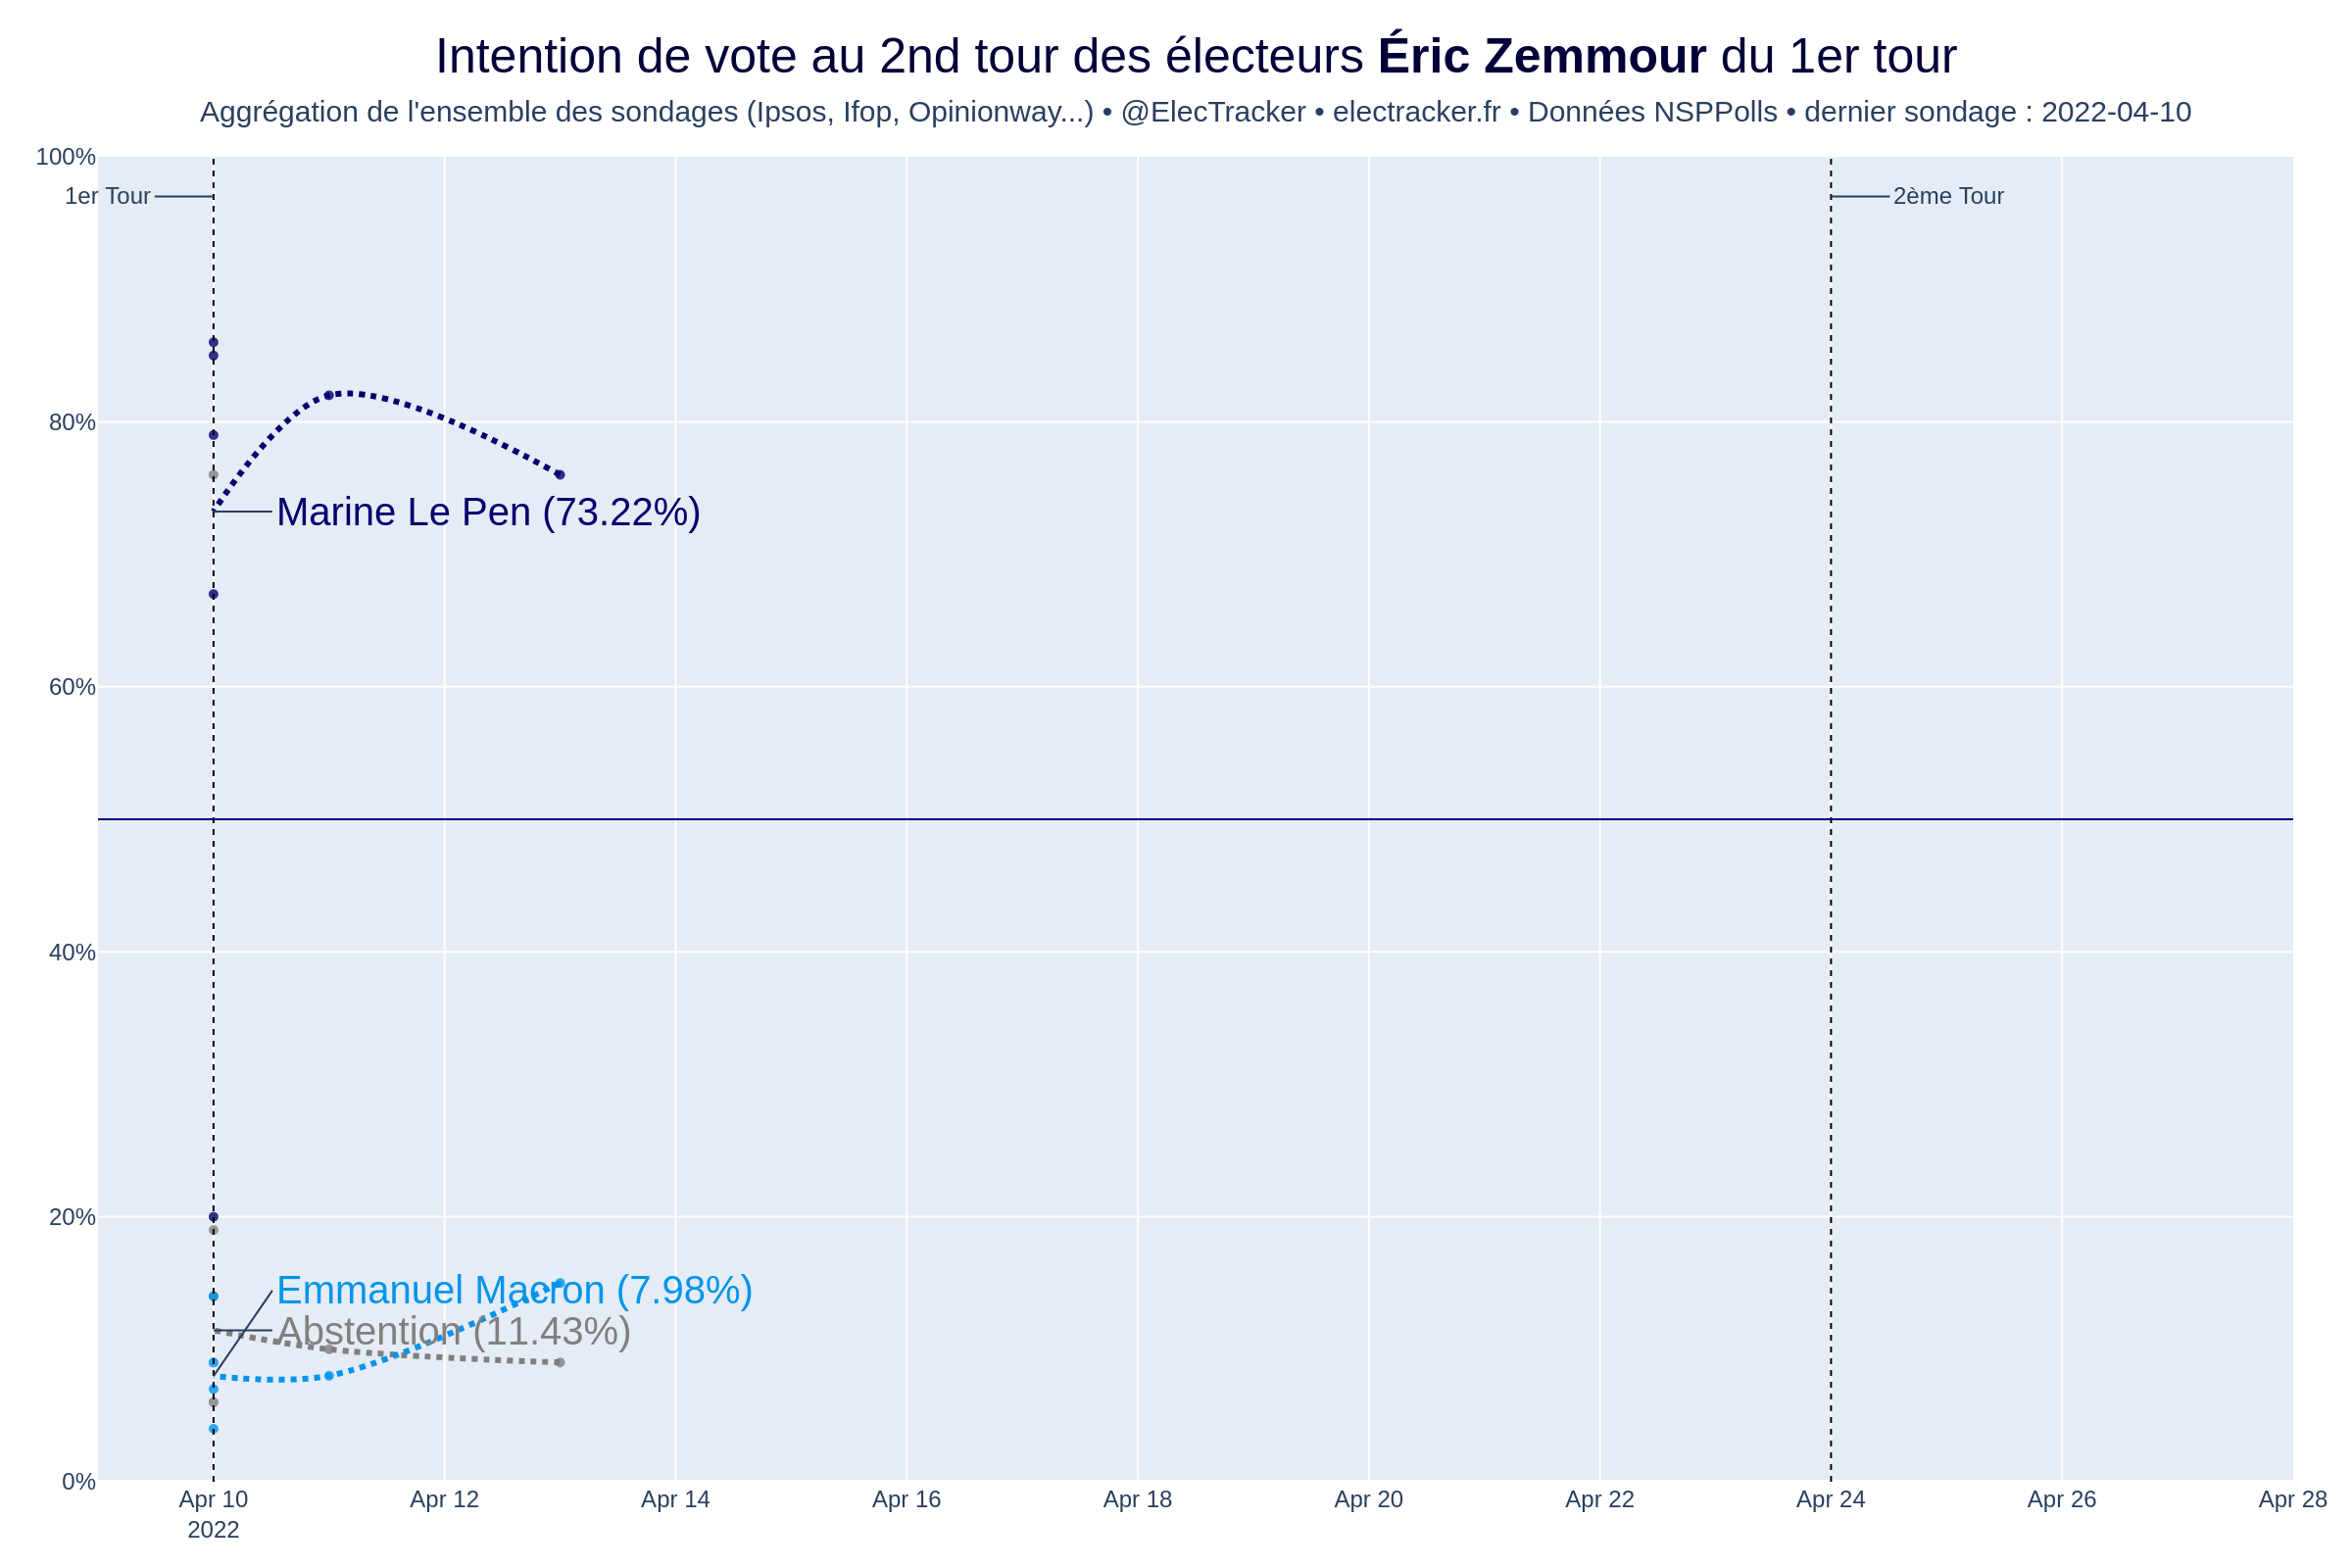 Intention de vote au 2nd tour des électeurs Éric Zemmour du 1er tour
Aggrégation de l'ensemble des sondages (Ipsos, Ifop, Opinionway...) • @ElecTracker • electracker.fr • Données NSPPolls • dernier sondage : 2022-04-10
100%
1er Tour
2ème Tour
80%
Marine Le Pen (73.22%)
60%
40%
20%
Emmanuel Macron (7.98%)
Abstention (11.43%)
0%
Apr 10 Apr 12 Apr 14 Apr 16 Apr 18 Apr 20 Apr 22 Apr 24 Apr 26 Apr 28
2022